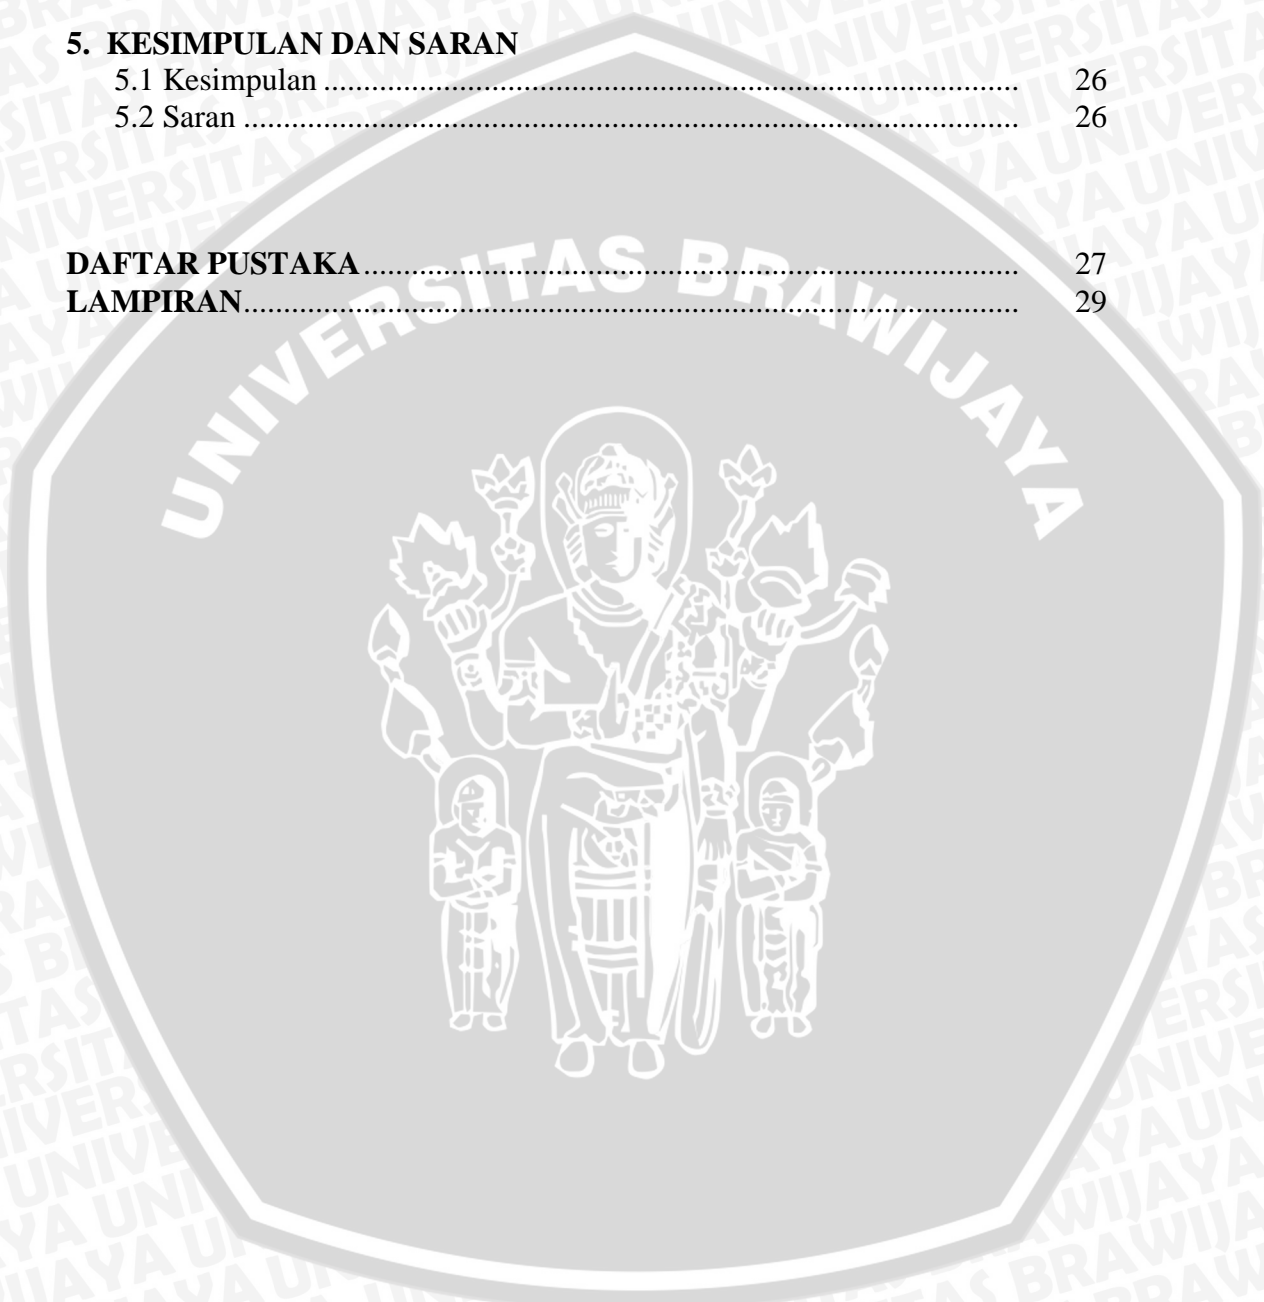 5. KESIMPULAN DAN SARAN
5.1 Kesimpulan ........................................................................................ 26
5.2 Saran .................................................................................................. 26
DAFTAR PUSTAKA................................................................................... 27
LAMPIRAN.................................................................................................. 29
UNIVERSITAS BRAWIJAYA